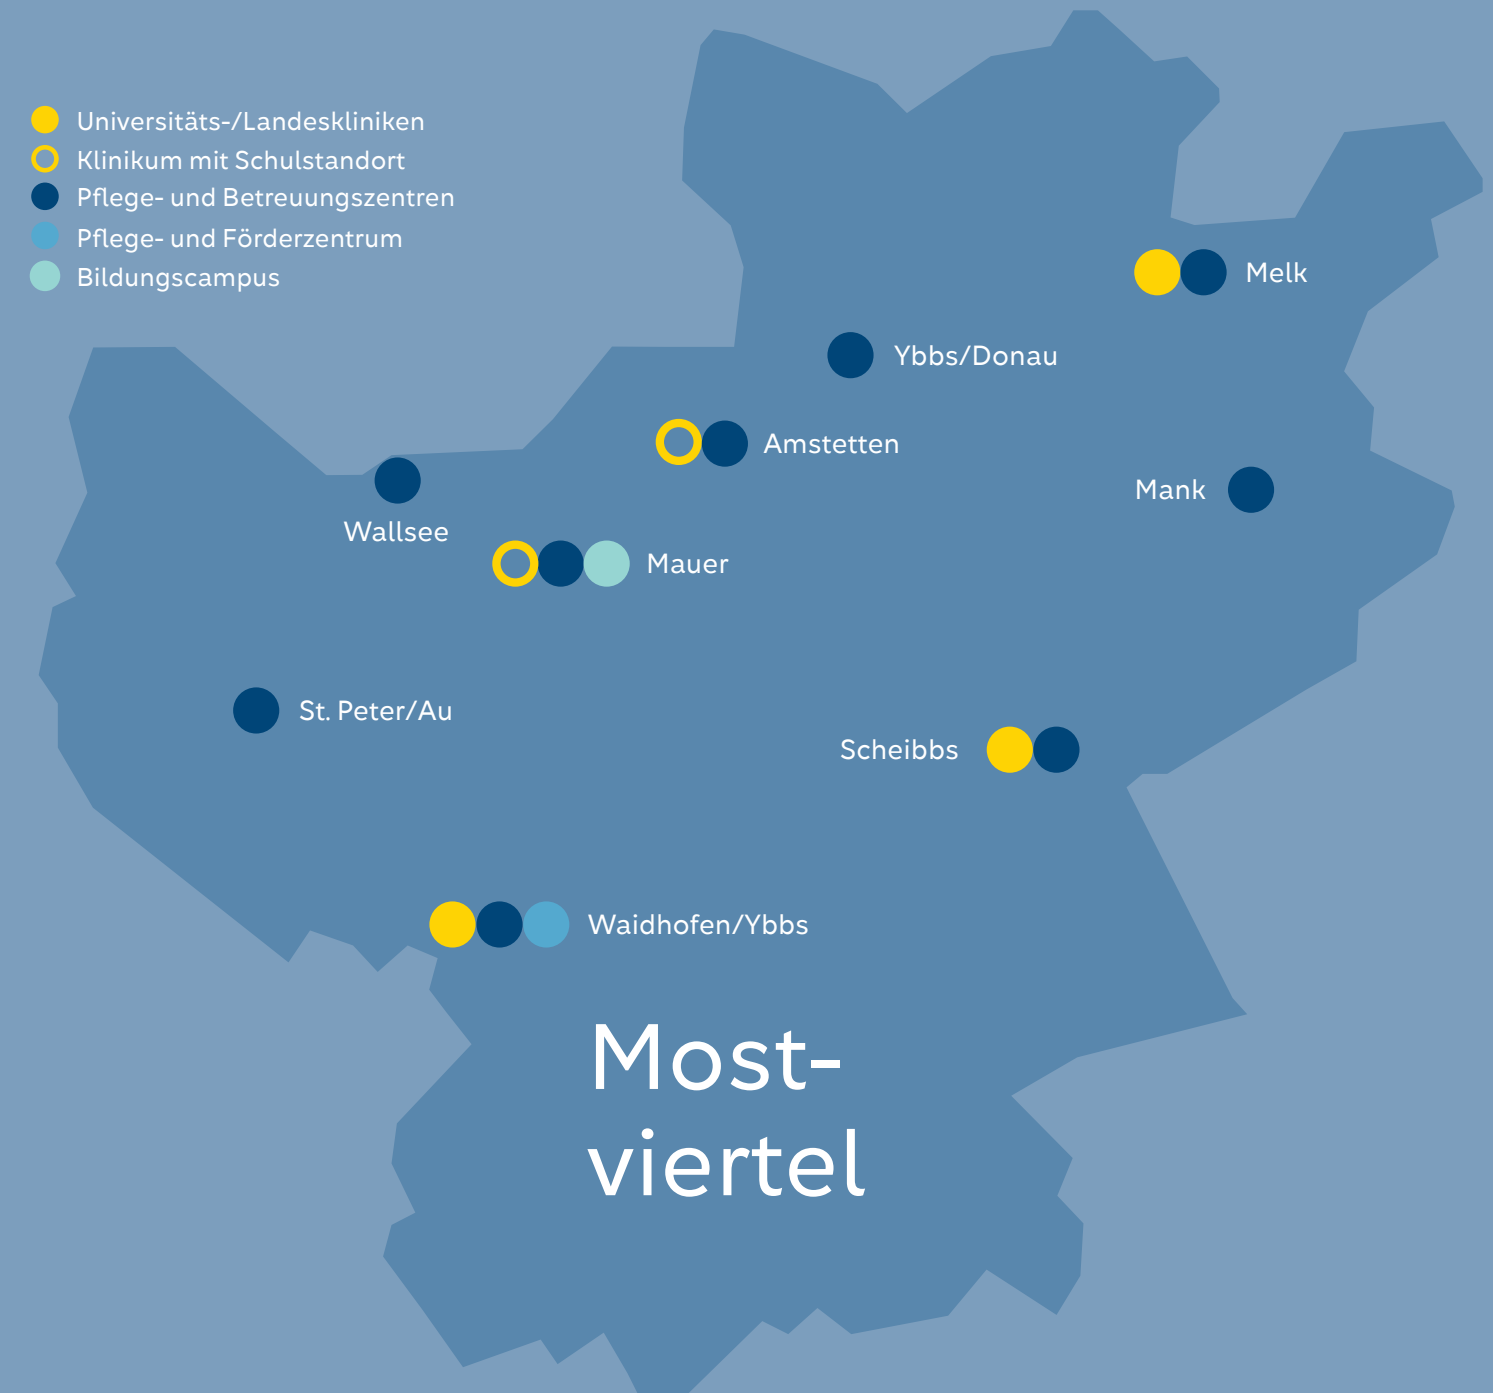 Universitäts-/Landeskliniken
Klinikum mit Schulstandort
Pflege- und Betreuungszentren
Pflege- und Förderzentrum
Bildungscampus
Melk
Ybbs/Donau
Amstetten
Mank
Wallsee
Mauer
St. Peter/Au
Scheibbs
Waidhofen/Ybbs
Most-
viertel